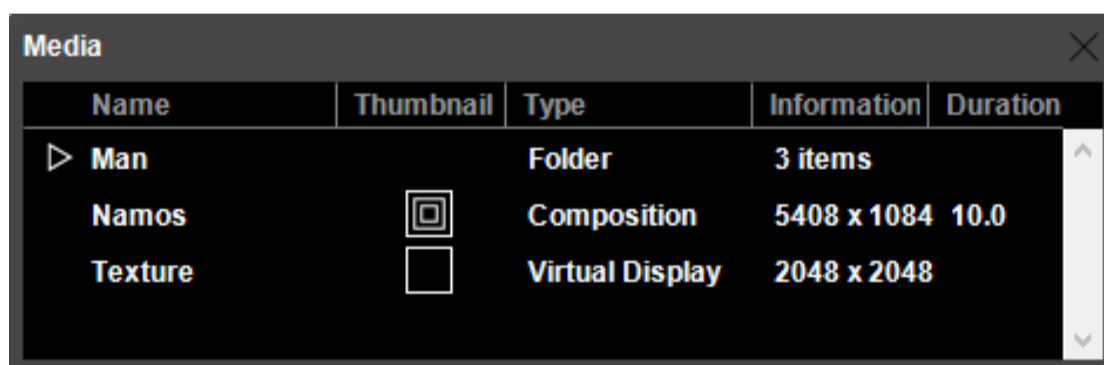 Media
Name Thumbnail Type Information Duration
Man Folder 3 items
Namos Composition 5408 x 1084 10.0
Texture Virtual Display 2048 x 2048